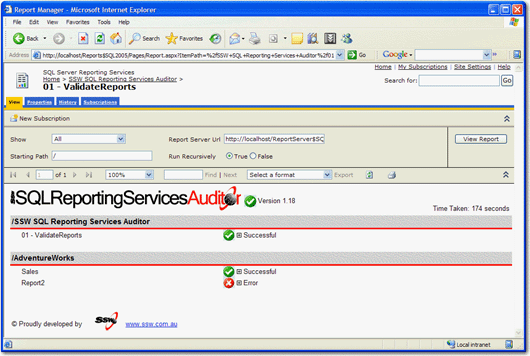 Report Manager - Microsoft Internet Explorer
File Edit View Favorites Tools Help
Back Search Favorites
Address http://localhost/Reports$SQL2005/Pages/Report.aspx?ItemPath=%2fSSW+SQL+Reporting+Services+Auditor%2f01 Go Google
Home | My Subscriptions | Site Settings | Help
SQL Server Reporting Services
Home > SSW SQL Reporting Services Auditor >
01 - ValidateReports
Search for: Go
View Properties History Subscriptions
New Subscription
Show All Report Server Url http://localhost/ReportServer$SQ View Report
Starting Path / Run Recursively True False
of 1 100% Find | Next Select a format Export
SQLReportingServicesAuditor Version 1.18
Time Taken: 174 seconds
/SSW SQL Reporting Services Auditor
01 - ValidateReports Successful
/AdventureWorks
Sales Successful
Report2 Error
© Proudly developed by SSW www.ssw.com.au
Local intranet